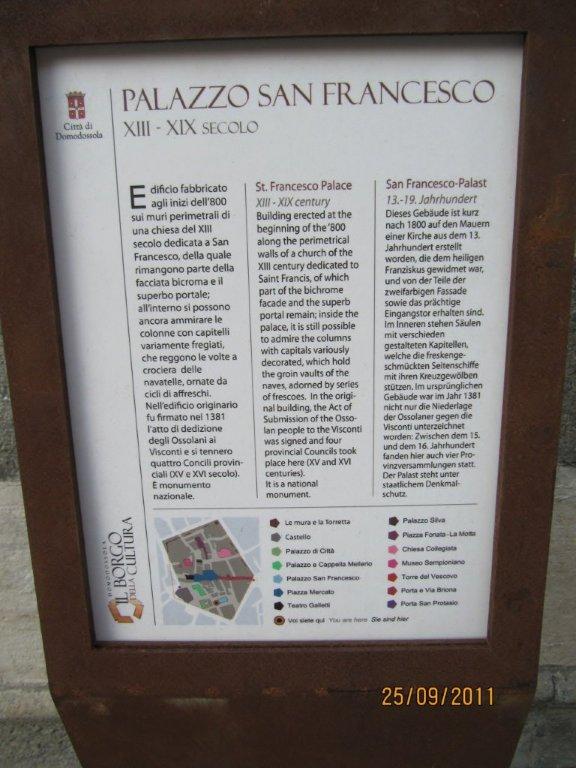 Città di
Domodossola
PALAZZO SAN FRANCESCO
XIII - XIX SECOLO
Edificio fabbricato
agli inizi dell'800
sui muri perimetrali di
una chiesa del XIII
secolo dedicata a San
Francesco, della quale
rimangono parte della
facciata bicroma e il
superbo portale;
all'interno si possono
ancora ammirare le
colonne con capitelli
variamente fregiati,
che reggono le volte a
crociera delle
navatelle, ornate da
cicli di affreschi.
Nell'edificio originario
fu firmato nel 1381
l'atto di dedizione
degli Ossolani ai
Visconti e si tennero
quattro Concili provin-
ciali (XV e XVI secolo).
È monumento
nazionale.
St. Francesco Palace
XIII - XIX century
Building erected at the
beginning of the '800
along the perimetrical
walls of a church of the
XIII century dedicated to
Saint Francis, of which
part of the bichrome
facade and the superb
portal remain; inside the
palace, it is still possible
to admire the columns
with capitals variously
decorated, which hold
the groin vaults of the
naves, adorned by series
of frescoes. In the origi-
nal building, the Act of
Submission of the Osso-
lan people to the Visconti
was signed and four
provincial Councils took
place here (XV and XVI
centuries).
It is a national
monument.
San Francesco-Palast
13.-19. Jahrhundert
Dieses Gebäude ist kurz
nach 1800 auf den Mauern
einer Kirche aus dem 13.
Jahrhundert erstellt
worden, die dem heiligen
Franziskus gewidmet war,
und von der Teile der
zweifarbigen Fassade
sowie das prächtige
Eingangstor erhalten sind.
Im Inneren stehen Säulen
mit verschieden
gestalteten Kapitellen,
welche die freskenge-
schmückten Seitenschiffe
mit ihren Kreuzgewölben
stützen. Im ursprünglichen
Gebäude war im Jahr 1381
nicht nur die Niederlage
der Ossolaner gegen die
Visconti unterzeichnet
worden: Zwischen dem 15.
und dem 16. Jahrhundert
fanden hier auch vier Pro-
vinzversammlungen statt.
Der Palast steht unter
staatlichem Denkmal-
schutz.
DOMODOSSOLA
IL BORGO
DELLA CULTURA
Le mura e la Torretta
Castello
Palazzo di Città
Palazzo e Cappella Mellerio
Palazzo San Francesco
Piazza Mercato
Teatro Galletti
Voi siete qui You are here Sie sind hier
Palazzo Silva
Piazza Fontana - La Motta
Chiesa Collegiata
Museo Sempioniano
Torre del Vescovo
Porta e Via Briona
Porta San Protasio
25/09/2011